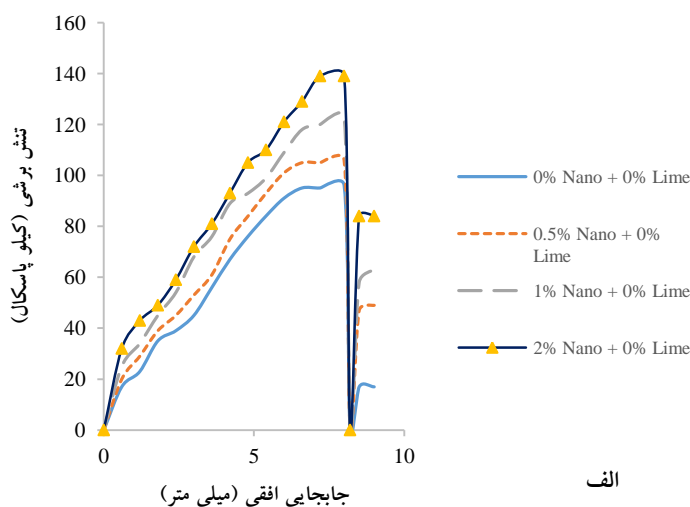 160
140
120
100
80
60
40
20
0
0
5
10
تنش برشی (کیلو پاسکال)
جابجایی افقی (میلی متر)
0% Nano + 0% Lime
0.5% Nano + 0%
Lime
1% Nano + 0% Lime
2% Nano + 0% Lime
الف